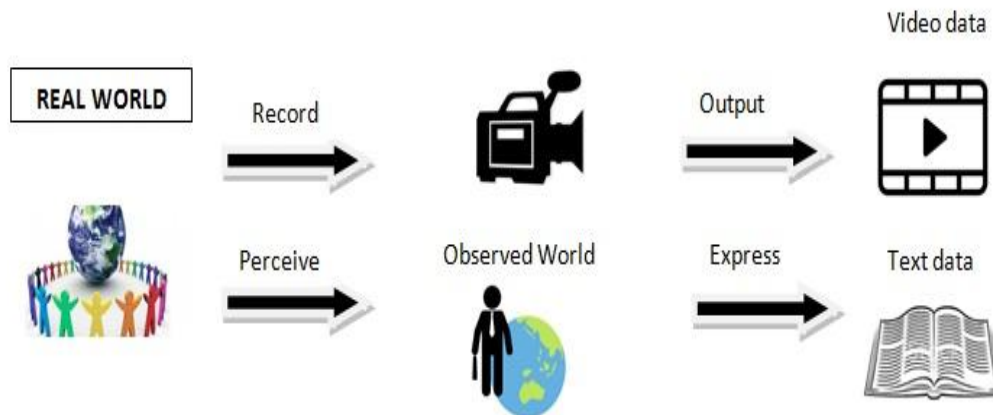 Video data
REAL WORLD
Record
Output
Perceive
Observed World
Express
Text data